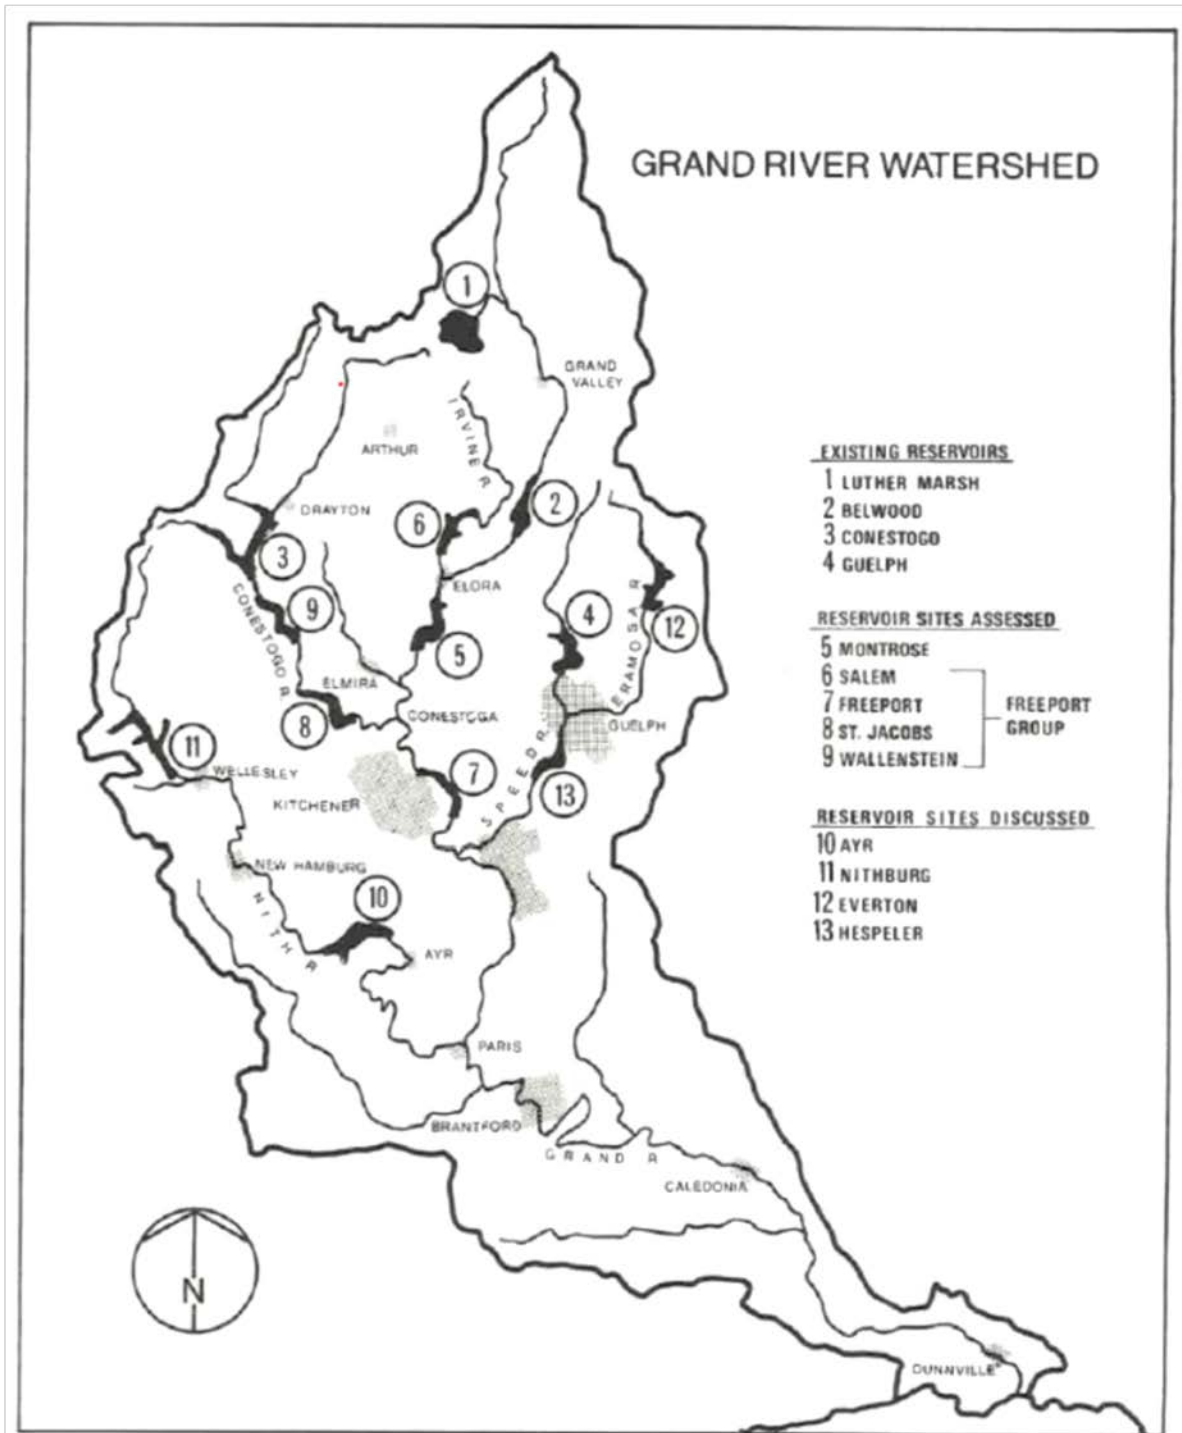 GRAND RIVER WATERSHED
1
GRAND
VALLEY
IRVINE R
ARTHUR
EXISTING RESERVOIRS
1 LUTHER MARSH
2 BELWOOD
3 CONESTOGO
4 GUELPH
DRAYTON
6
2
3
ELORA
CONESTOGO R
9
4
12
ERAMOSA R
5
RESERVOIR SITES ASSESSED
5 MONTROSE
6 SALEM
7 FREEPORT
8 ST. JACOBS
9 WALLENSTEIN
FREEPORT
GROUP
ELMIRA
CONESTOGA
GUELPH
8
11
SPEED R
WELLESLEY
7
13
KITCHENER
RESERVOIR SITES DISCUSSED
10 AYR
11 NITHBURG
12 EVERTON
13 HESPELER
NEW HAMBURG
10
NITH R
AYR
PARIS
BRANTFORD
GRAND R
CALEDONIA
N
DUNNVILLE